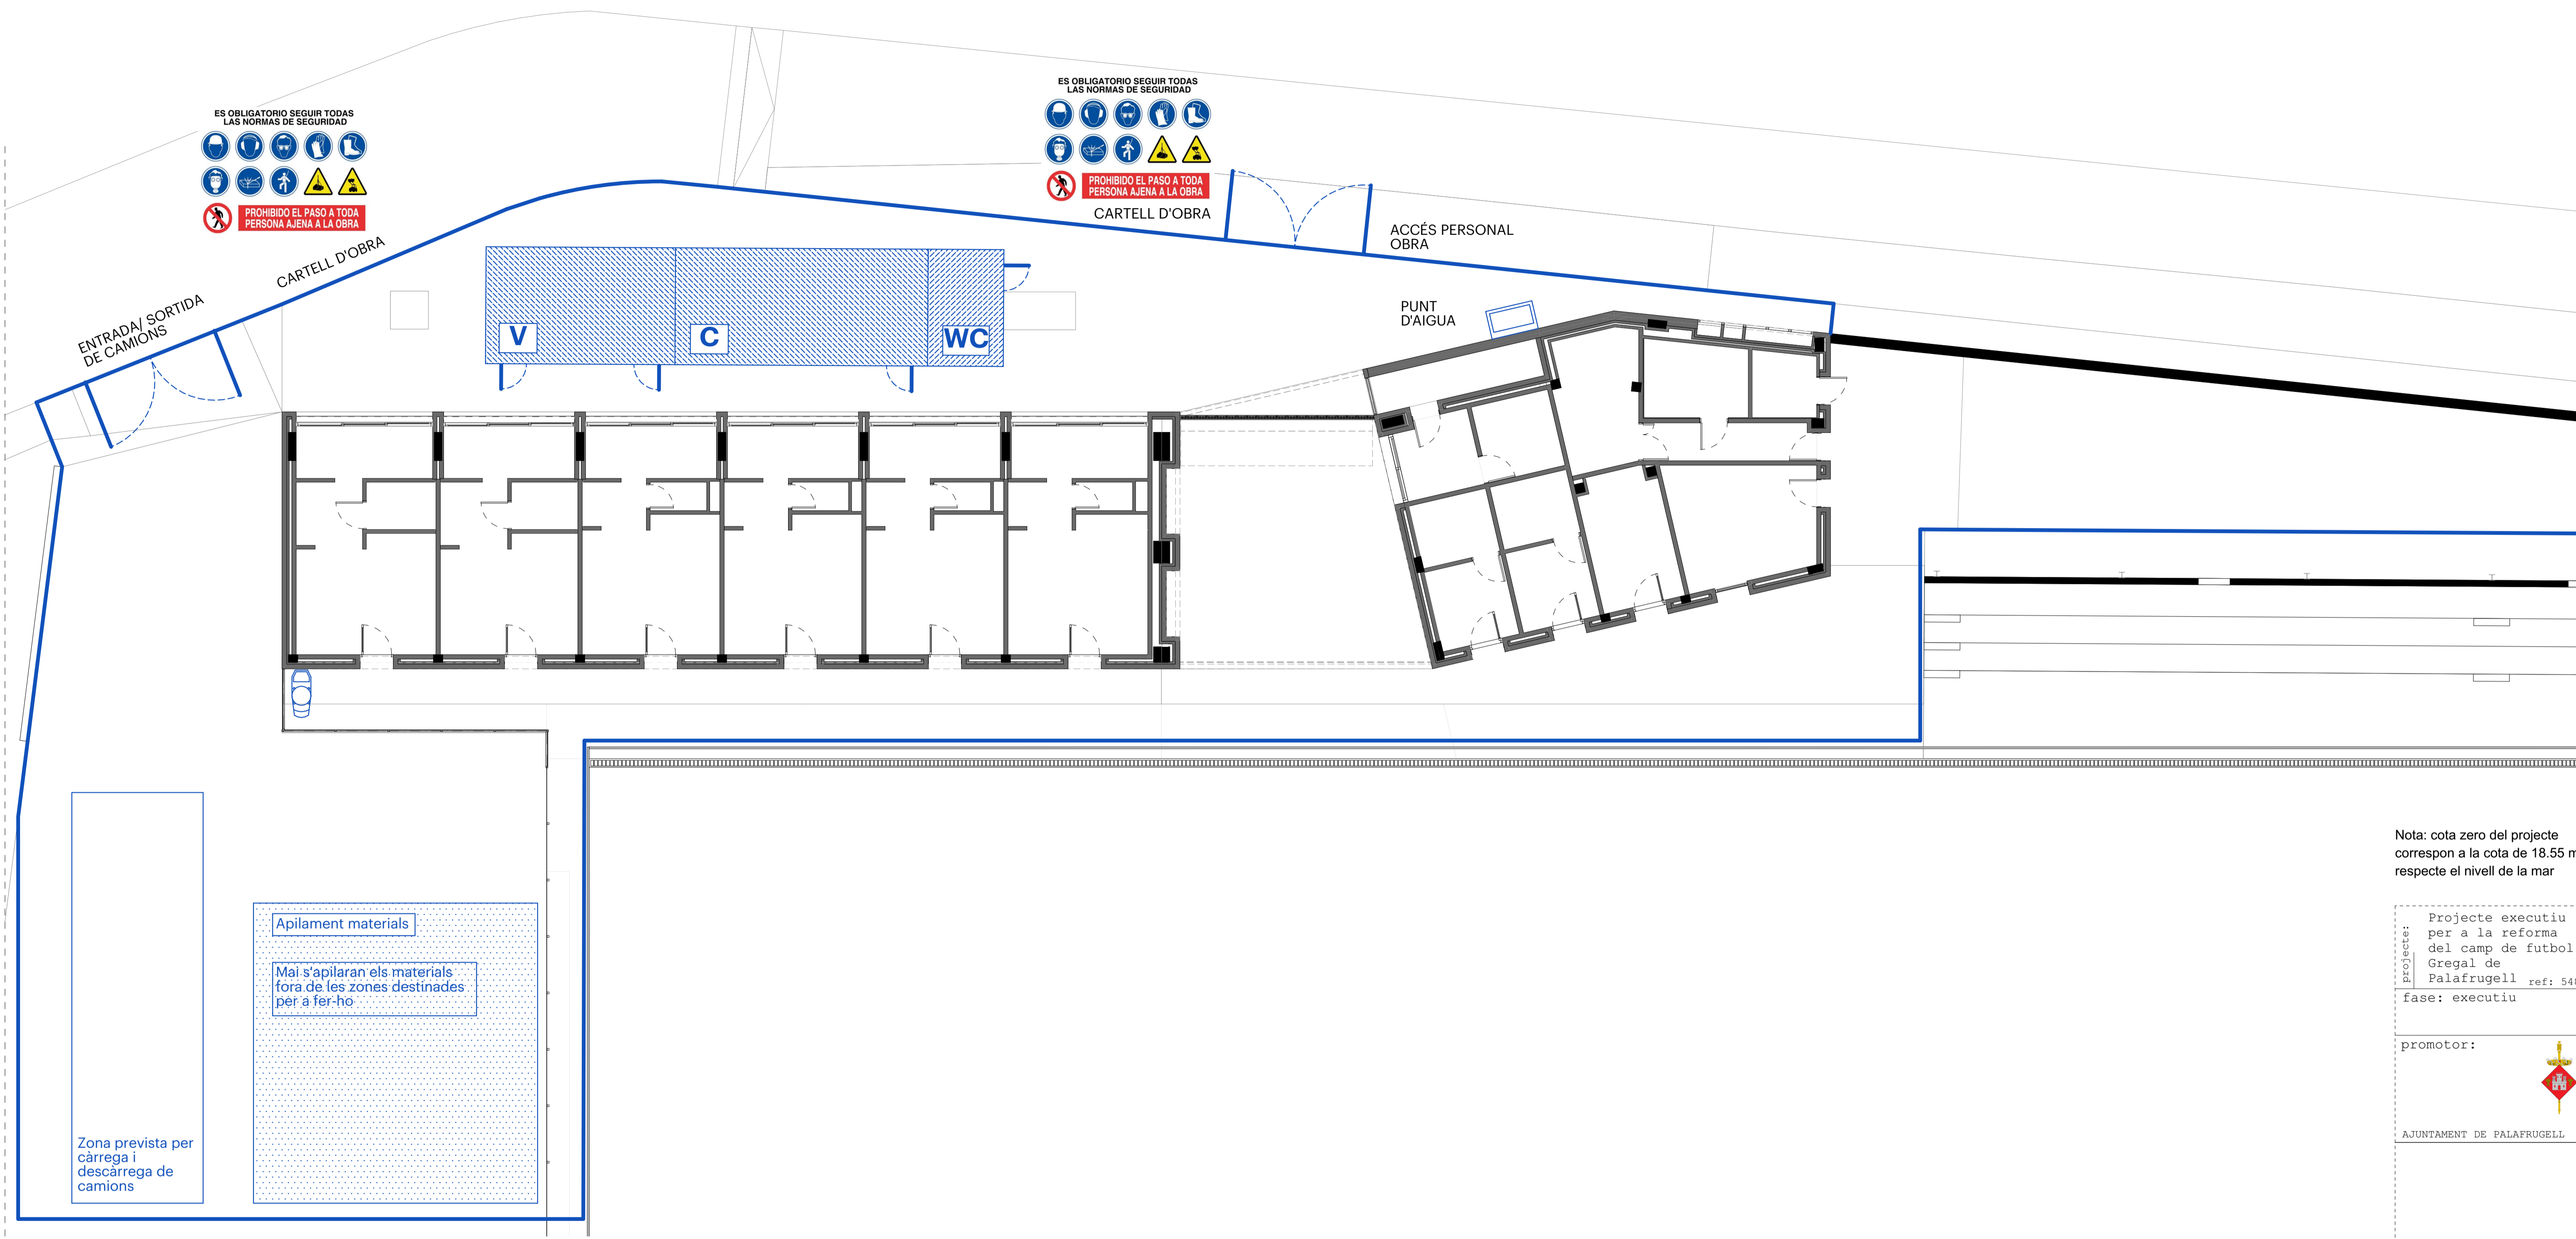 ES OBLIGATORIO SEGUIR TODAS
LAS NORMAS DE SEGURIDAD
PROHIBIDO EL PASO A TODA
PERSONA AJENA A LA OBRA
CARTELL D'OBRA
ENTRADA/ SORTIDA
DE CAMIONS
ES OBLIGATORIO SEGUIR TODAS
LAS NORMAS DE SEGURIDAD
PROHIBIDO EL PASO A TODA
PERSONA AJENA A LA OBRA
CARTELL D'OBRA
ACCÉS PERSONAL
OBRA
PUNT
D'AIGUA
V
C
WC
Apilament materials
Mai s'apilaran els materials
fora de les zones destinades
per a fer-ho
Zona prevista per
càrrega i
descàrrega de
camions
Nota: cota zero del projecte
correspon a la cota de 18.55 m
respecte el nivell de la mar
projecte:
Projecte executiu
per a la reforma
del camp de futbol
Gregal de
Palafrugell
ref: 548
fase: executiu
promotor:
AJUNTAMENT DE PALAFRUGELL